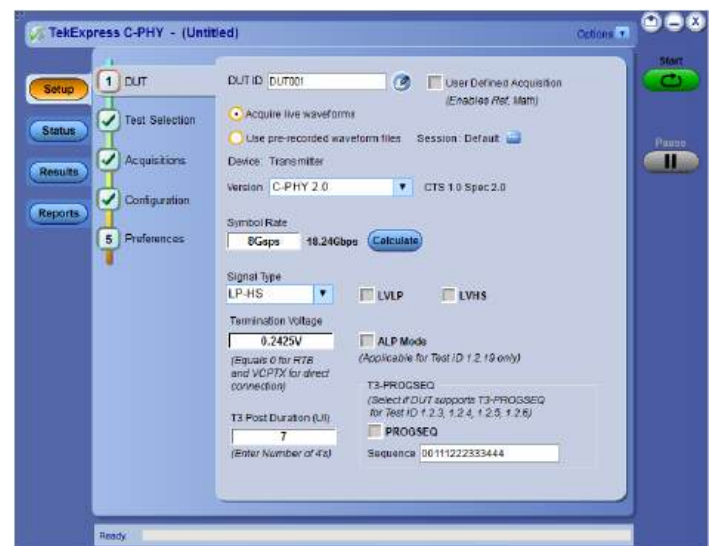 TekExpress C-PHY - (Untitled)
Options
Start
Setup
Status
Results
Reports
Pause
1 DUT
Test Selection
Acquisitions
Configuration
5 Preferences
DUT ID DUT001
User Defined Acquisition
(Enables Ref, Math)
Acquire live waveforms
Use pre-recorded waveform files Session: Default
Device: Transmitter
Version C-PHY 2.0 CTS 1.0 Spec 2.0
Symbol Rate
8Gsps 18.24Gbps Calculate
Signal Type
LP-HS LVLP LVHS
Termination Voltage
0.2425V ALP Mode
(Equals 0 for RTB
and VCPTX for direct
connection)
(Applicable for Test ID 1.2.19 only)
T3-PROGSEQ
(Select if DUT supports T3-PROGSEQ
for Test ID 1.2.3, 1.2.4, 1.2.5, 1.2.6)
PROGSEQ
Sequence 00111222333444
T3 Post Duration (UI)
7
(Enter Number of 4's)
Ready